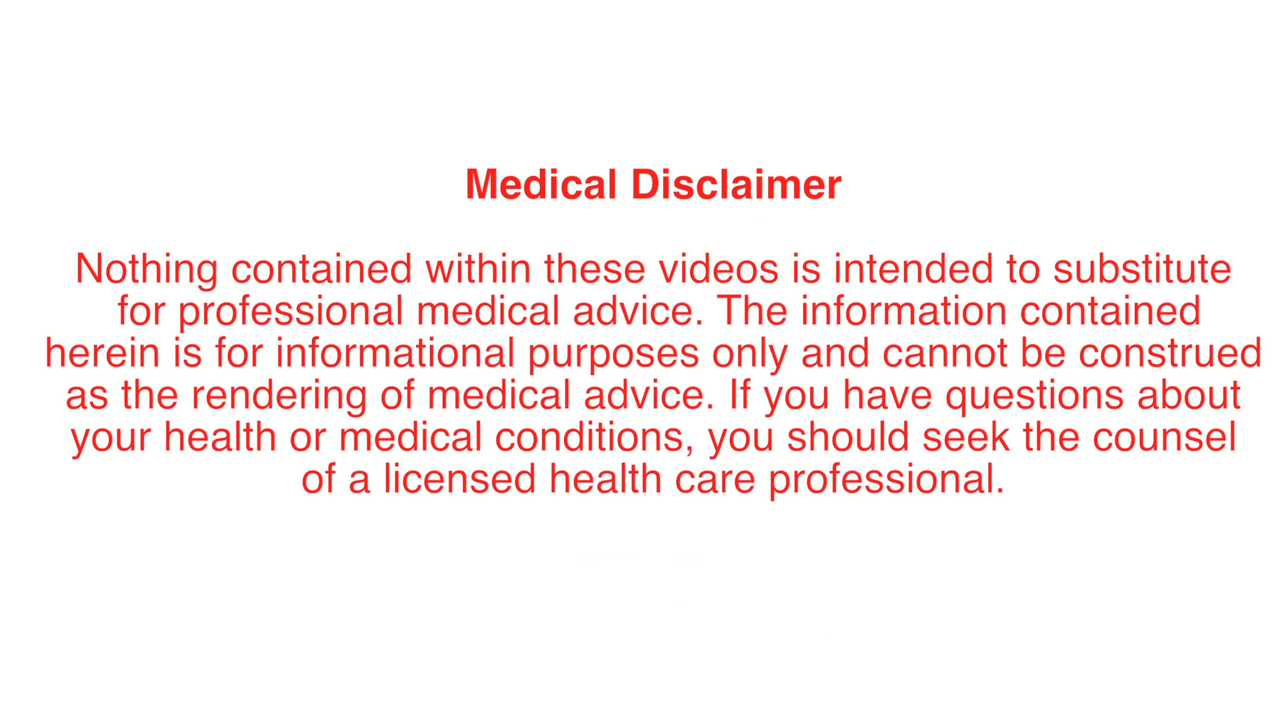 Medical Disclaimer
Nothing contained within these videos is intended to substitute
for professional medical advice. The information contained
herein is for informational purposes only and cannot be construed
as the rendering of medical advice. If you have questions about
your health or medical conditions, you should seek the counsel
of a licensed health care professional.